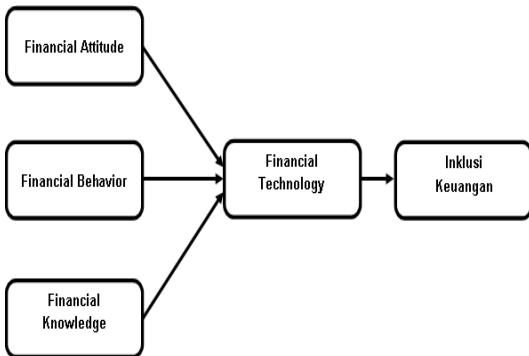 Financial Attitude
Financial Behavior
Financial
Knowledge
Financial
Technology
Inklusi
Keuangan